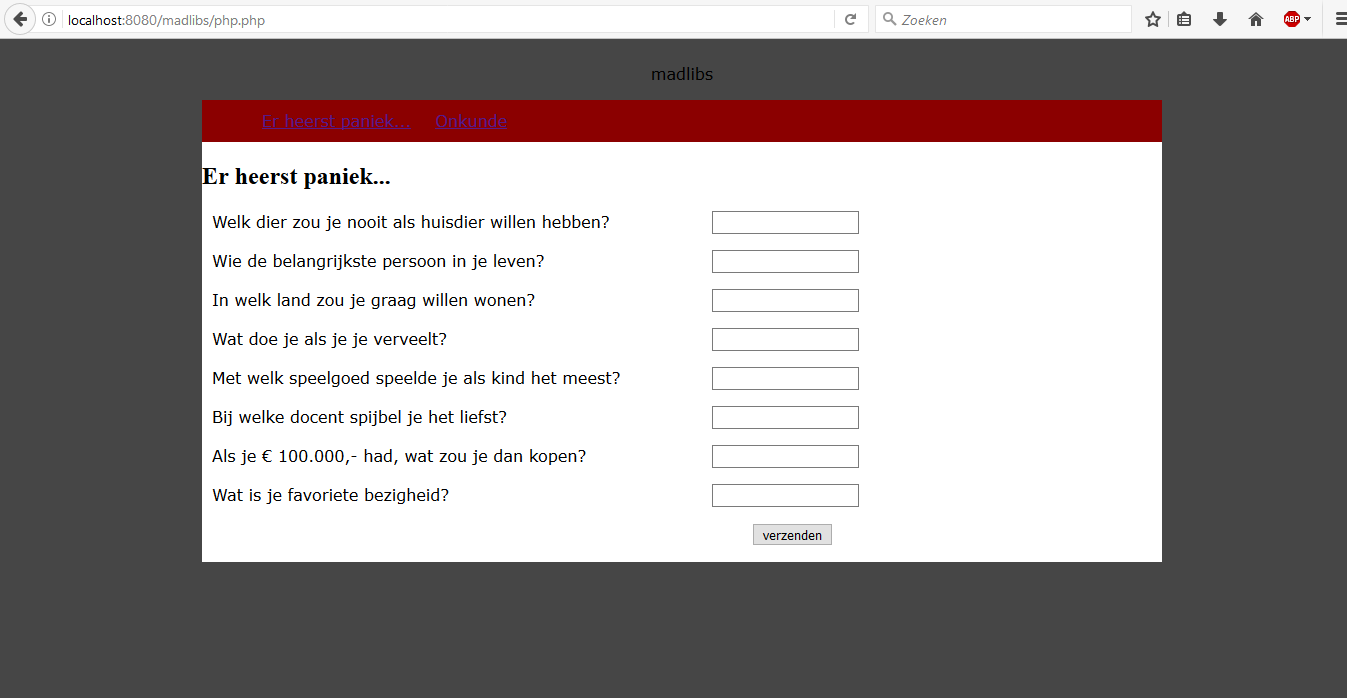 localhost:8080/madlibs/php.php
Zoeken
ABP
madlibs
Er heerst paniek... Onkunde
Er heerst paniek...
Welk dier zou je nooit als huisdier willen hebben?
Wie de belangrijkste persoon in je leven?
In welk land zou je graag willen wonen?
Wat doe je als je je verveelt?
Met welk speelgoed speelde je als kind het meest?
Bij welke docent spijbel je het liefst?
Als je € 100.000,- had, wat zou je dan kopen?
Wat is je favoriete bezigheid?
verzenden